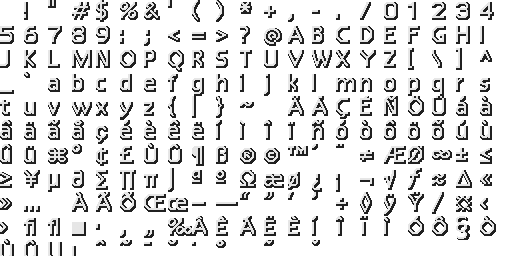 ! " # $ % & ' ( ) * + , - . / 0 1 2 3 4
5 6 7 8 9 : ; < = > ? @ A B C D E F G H I
J K L M N O P Q R S T U V W X Y Z [ \ ] ^
_ ` a b c d e f g h i j k l m n o p q r s
t u v w x y z { | } ~ Ä Å Ç É Ñ Ö Ü á à
â ä ã å ç é è ê ë í ì î ï ñ ó ò ô ö õ ú ù
û ü ° ¢ £ § • ¶ ß ® © ™ ´ ¨ ≠ Æ Ø ∞ ± ≤
≥ ¥ µ ∂ ∑ ∏ π ∫ ª º Ω æ ø ¿ ¡ ¬ √ ƒ ≈ ∆ «
» … À Ã Õ Œ œ – — “ ” ‘ ’ ÷ ◊ ÿ Ÿ ⁄ ¤ ‹
› ﬁ ﬂ ‡ · ‚ „ ‰ Â Ê Á Ë È Í Î Ï Ì Ó Ô Ò
Ú Û Ù ı ˆ ˜ ¯